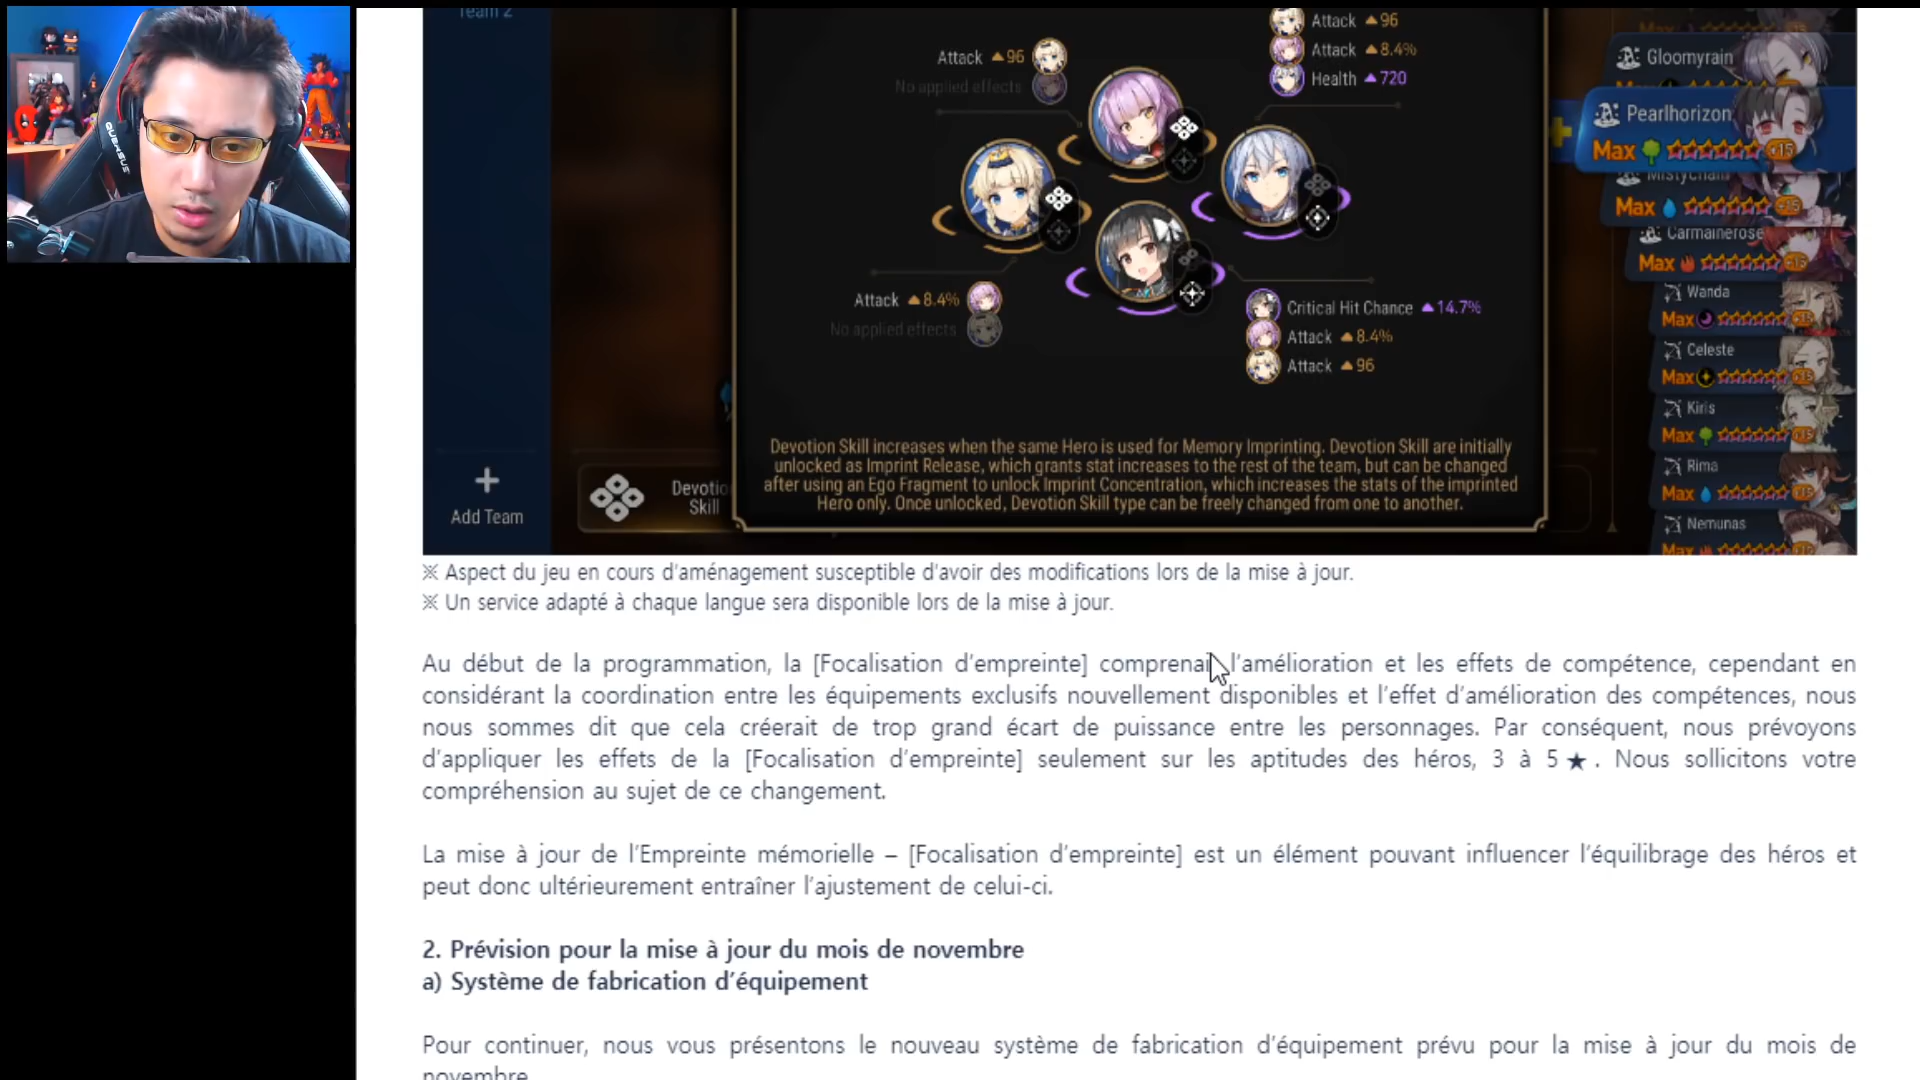 Team 2
Attack ▲96
Attack ▲8.4%
Health ▲720
Attack ▲96
No applied effects
Attack ▲8.4%
No applied effects
Critical Hit Chance ▲14.7%
Attack ▲8.4%
Attack ▲96
Devotion Skill increases when the same Hero is used for Memory Imprinting. Devotion Skill are initially
unlocked as Imprint Release, which grants stat increases to the rest of the team, but can be changed
after using an Ego Fragment to unlock Imprint Concentration, which increases the stats of the imprinted
Hero only. Once unlocked, Devotion Skill type can be freely changed from one to another.
+
Add Team
Devotio
Skill
Gloomyrain
Pearlhorizon
Max +15
Mistychain
Max +15
Carmainerose
Max +15
Wanda
Max +15
Celeste
Max +15
Kiris
Max +15
Rima
Max +15
Nemunas
Max
※ Aspect du jeu en cours d'aménagement susceptible d'avoir des modifications lors de la mise à jour.
※ Un service adapté à chaque langue sera disponible lors de la mise à jour.
Au début de la programmation, la [Focalisation d'empreinte] comprenai l'amélioration et les effets de compétence, cependant en
considérant la coordination entre les équipements exclusifs nouvellement disponibles et l'effet d'amélioration des compétences, nous
nous sommes dit que cela créerait de trop grand écart de puissance entre les personnages. Par conséquent, nous prévoyons
d'appliquer les effets de la [Focalisation d'empreinte] seulement sur les aptitudes des héros, 3 à 5★. Nous sollicitons votre
compréhension au sujet de ce changement.
La mise à jour de l'Empreinte mémorielle – [Focalisation d'empreinte] est un élément pouvant influencer l'équilibrage des héros et
peut donc ultérieurement entraîner l'ajustement de celui-ci.
2. Prévision pour la mise à jour du mois de novembre
a) Système de fabrication d'équipement
Pour continuer, nous vous présentons le nouveau système de fabrication d'équipement prévu pour la mise à jour du mois de
novembre